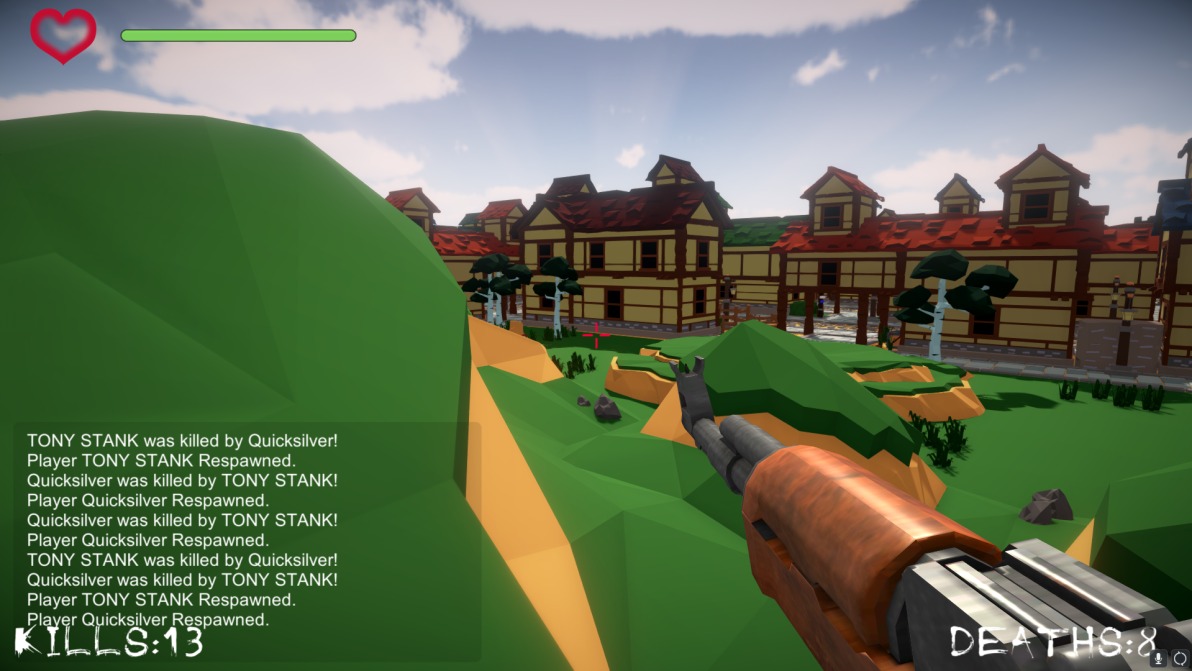 TONY STANK was killed by Quicksilver!
Player TONY STANK Respawned.
Quicksilver was killed by TONY STANK!
Player Quicksilver Respawned.
Quicksilver was killed by TONY STANK!
Player Quicksilver Respawned.
TONY STANK was killed by Quicksilver!
Quicksilver was killed by TONY STANK!
Player TONY STANK Respawned.
Player Quicksilver Respawned.
KILLS:13
DEATHS:8